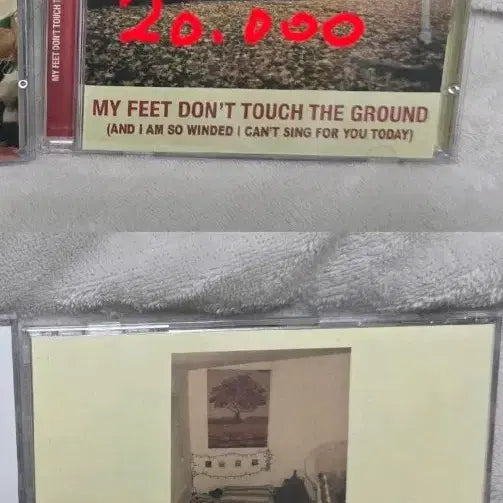 20.000
MY FEET DON'T TOUCH
MY FEET DON'T TOUCH THE GROUND
(AND I AM SO WINDED I CAN'T SING FOR YOU TODAY)